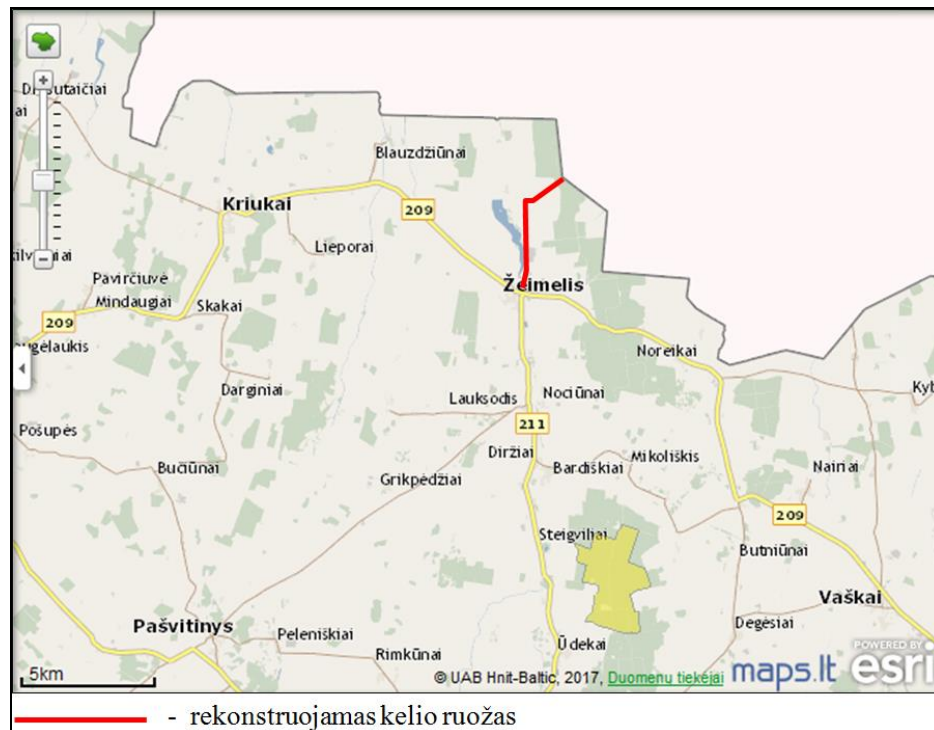 Blauzdžiūnai
Kriukai
209
Lieporai
Pavirčiuvė
Mindaugiai
Skakai
Žeimelis
209
Noreikai
Darginiai
Lauksodis
Nociūnai
Pošupės
211
Diržiai
Bučiūnai
Grikpėdžiai
Bardiškiai
Mikoliškis
Nainiai
209
Steigviliai
Butniūnai
Vaškai
Pašvitinys
Peleniškiai
Degėsiai
Rimkūnai
Ūdekai
5km
© UAB Hnit-Baltic, 2017, Duomenų tiekėjai
maps.lt
POWERED BY
esri
- rekonstruojamas kelio ruožas